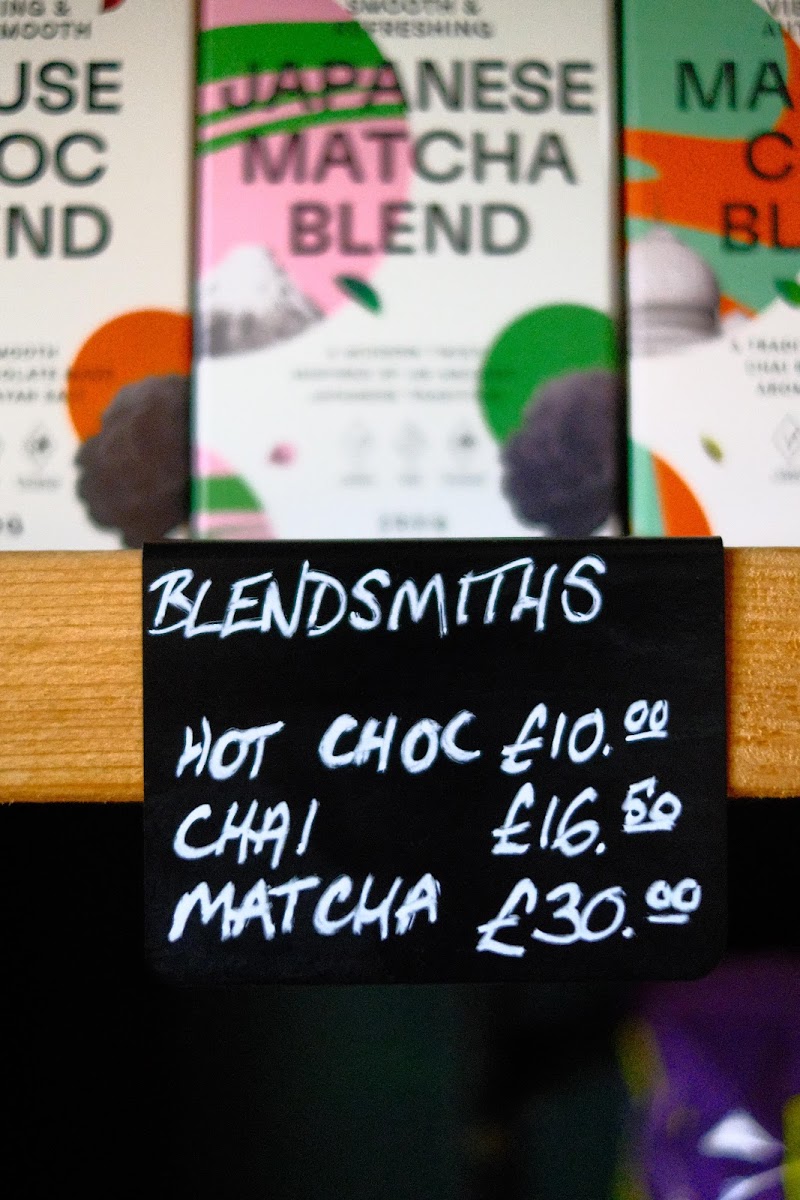 SMOOTH
USE
OC
ND
SMOOTH &
REFRESHING
JAPANESE
MATCHA
BLEND
MA
C
BL
BLENDSMITHS
HOT CHOC £10.00
CHAI £16.50
MATCHA £30.00